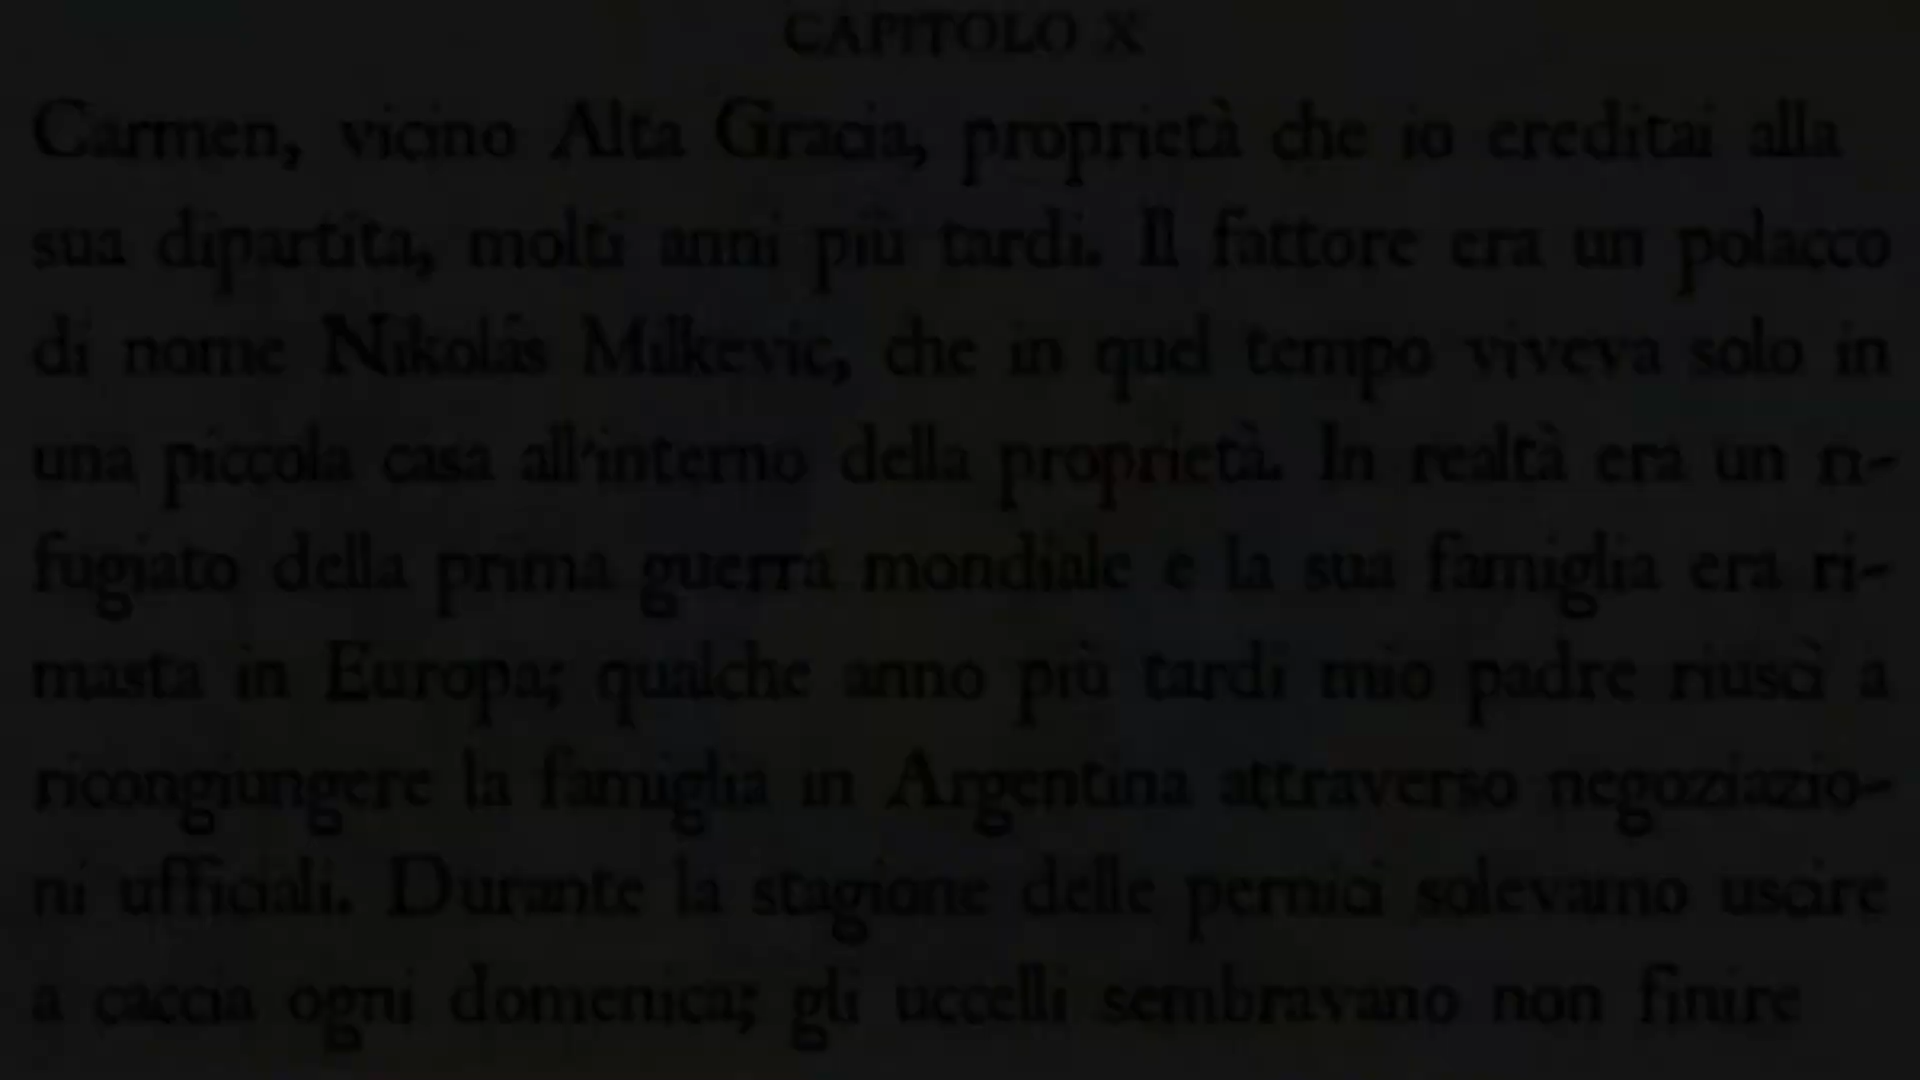 CAPITOLO X
Carmen, vicino Alta Gracia, proprietà che io ereditai alla
sua dipartita, molti anni più tardi. Il fattore era un polacco
di nome Nikolás Milkevic, che in quel tempo viveva solo in
una piccola casa all'interno della proprietà. In realtà era un ri-
fugiato della prima guerra mondiale e la sua famiglia era ri-
masta in Europa; qualche anno più tardi mio padre riuscì a
ricongiungere la famiglia in Argentina attraverso negoziazio-
ni ufficiali. Durante la stagione delle pernici solevamo uscire
a caccia ogni domenica; gli uccelli sembravano non finire